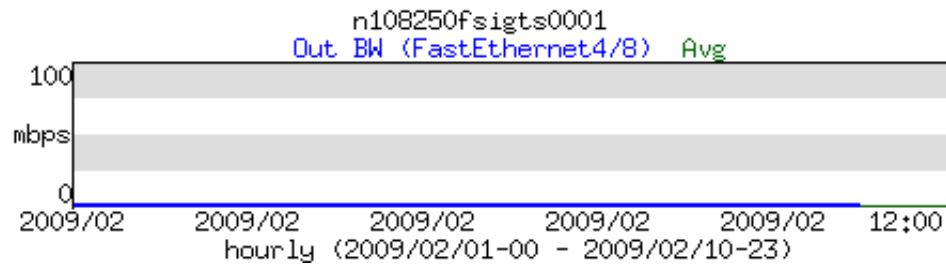 n108250fsigts0001
Out BW (FastEthernet4/8) Avg
100
mbps
0
2009/02 2009/02 2009/02 2009/02 2009/02 12:00
hourly (2009/02/01-00 - 2009/02/10-23)